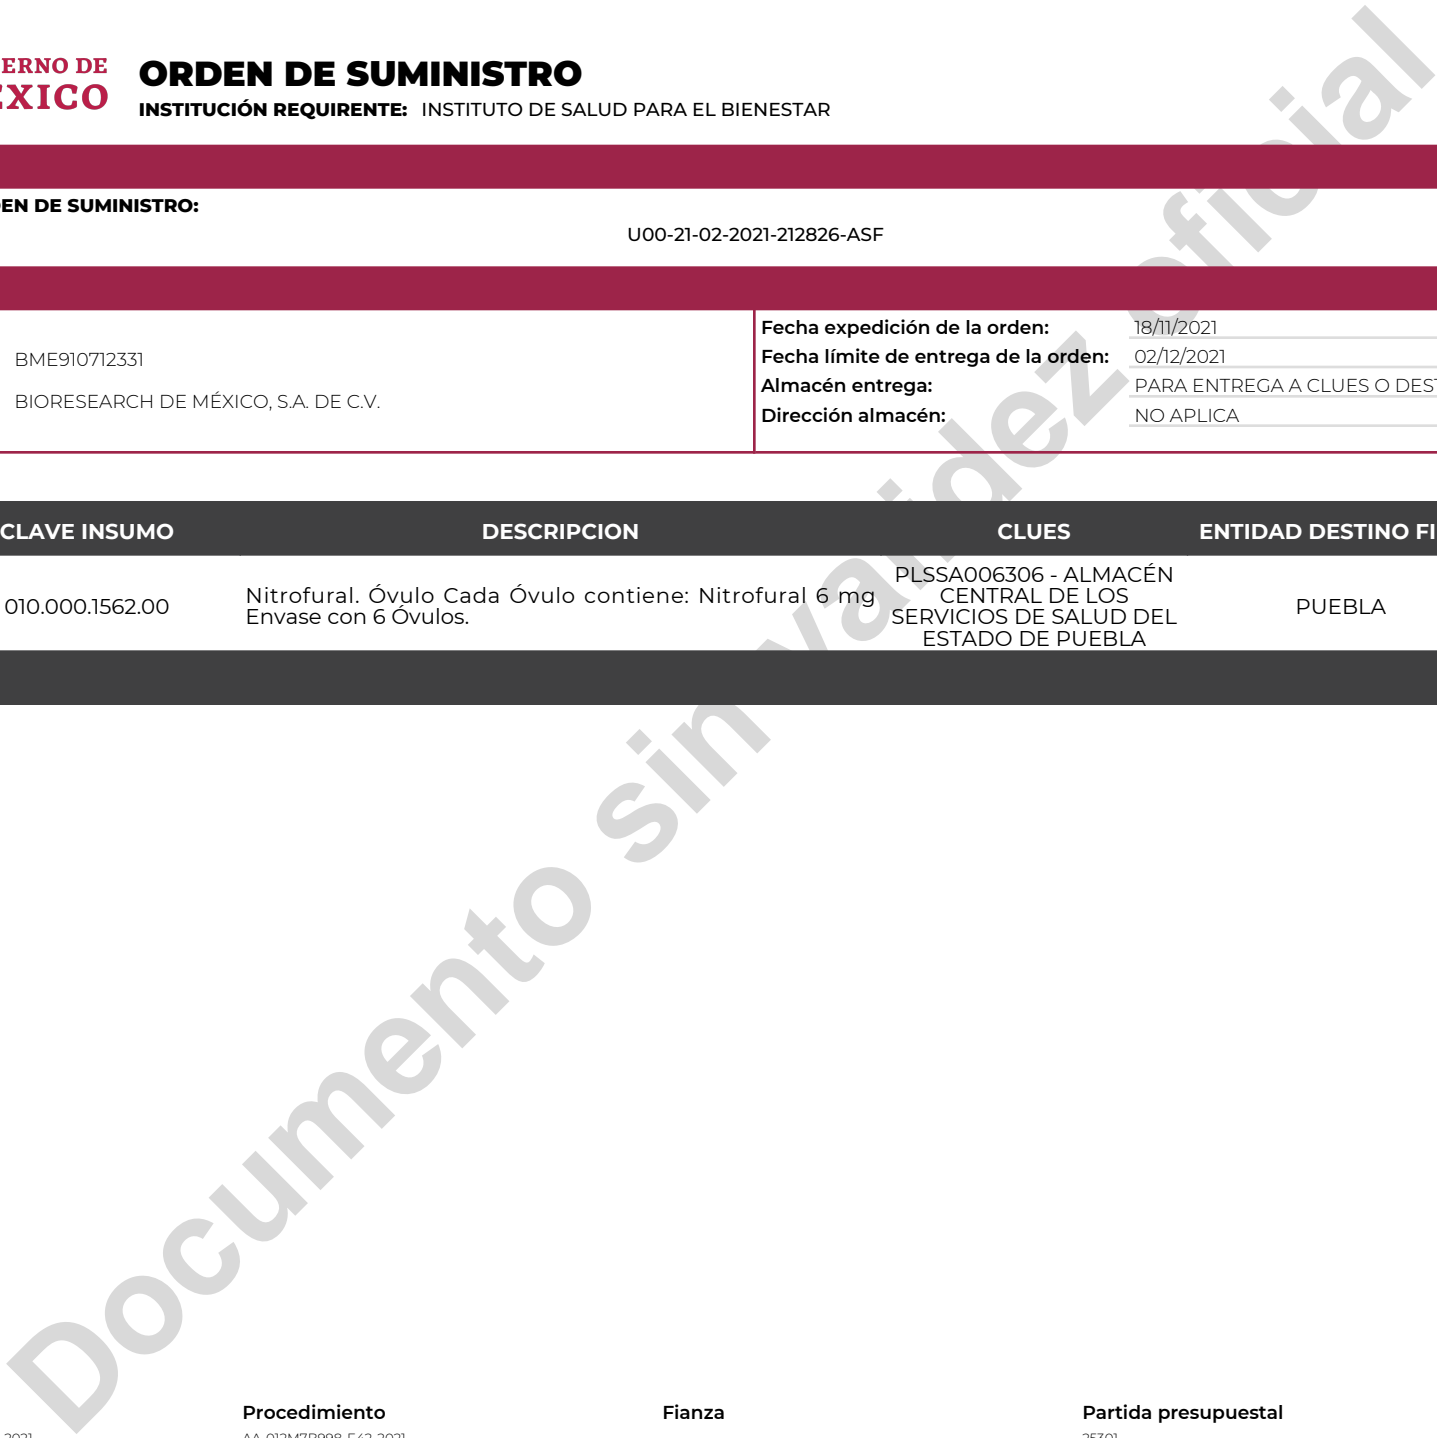 ERNO DE
ÉXICO
ORDEN DE SUMINISTRO
INSTITUCIÓN REQUIRENTE: INSTITUTO DE SALUD PARA EL BIENESTAR
EN DE SUMINISTRO:
U00-21-02-2021-212826-ASF
BME910712331
BIORESEARCH DE MÉXICO, S.A. DE C.V.
Fecha expedición de la orden: 18/11/2021
Fecha límite de entrega de la orden: 02/12/2021
Almacén entrega: PARA ENTREGA A CLUES O DEST
Dirección almacén: NO APLICA
CLAVE INSUMO DESCRIPCION CLUES ENTIDAD DESTINO FI
010.000.1562.00
Nitrofural. Óvulo Cada Óvulo contiene: Nitrofural 6 mg
Envase con 6 Óvulos.
PLSSA006306 - ALMACÉN
CENTRAL DE LOS
SERVICIOS DE SALUD DEL
ESTADO DE PUEBLA
PUEBLA
Documento sin validez oficial
Procedimiento Fianza Partida presupuestal